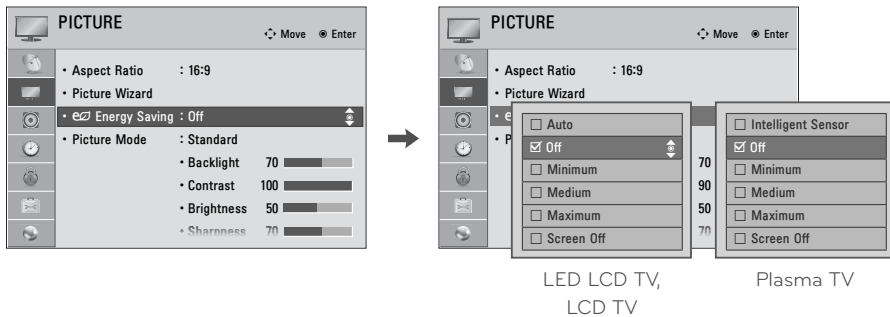 PICTURE
Move Enter
• Aspect Ratio : 16:9
• Picture Wizard
• e Energy Saving : Off
• Picture Mode : Standard
• Backlight 70
• Contrast 100
• Brightness 50
• Sharpness 70
PICTURE
Move Enter
• Aspect Ratio : 16:9
• Picture Wizard
• e
• P
70
90
50
70
Auto
Off
Minimum
Medium
Maximum
Screen Off
LED LCD TV,
LCD TV
Intelligent Sensor
Off
Minimum
Medium
Maximum
Screen Off
Plasma TV